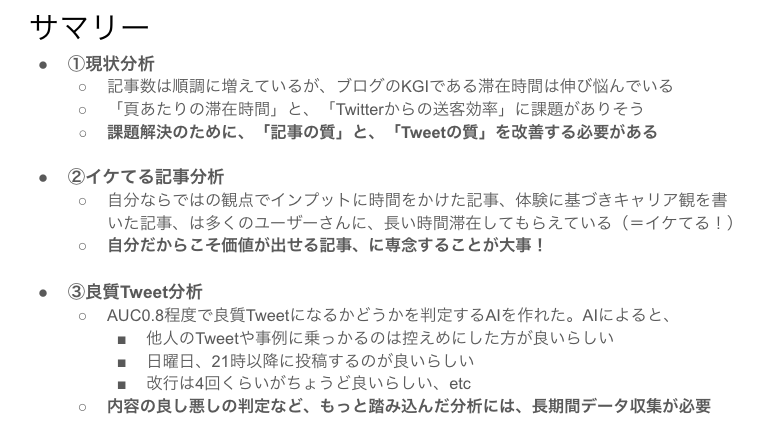 サマリー
● ①現状分析
○ 記事数は順調に増えているが、ブログのKGIである滞在時間は伸び悩んでいる
○ 「頁あたりの滞在時間」と、「Twitterからの送客効率」に課題がありそう
○ 課題解決のために、「記事の質」と、「Tweetの質」を改善する必要がある
● ②イケてる記事分析
○ 自分ならではの観点でインプットに時間をかけた記事、体験に基づきキャリア観を書
いた記事、は多くのユーザーさんに、長い時間滞在してもらえている（＝イケてる！）
○ 自分だからこそ価値が出せる記事、に専念することが大事！
● ③良質Tweet分析
○ AUC0.8程度で良質Tweetになるかどうかを判定するAIを作れた。AIによると、
■ 他人のTweetや事例に乗っかるのは控えめにした方が良いらしい
■ 日曜日、21時以降に投稿するのが良いらしい
■ 改行は4回くらいがちょうど良いらしい、etc
○ 内容の良し悪しの判定など、もっと踏み込んだ分析には、長期間データ収集が必要